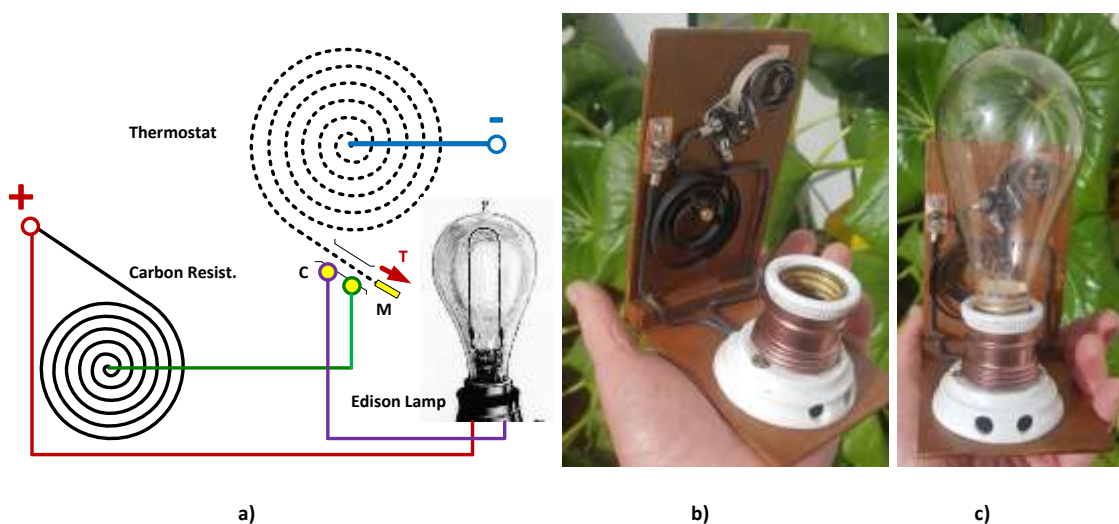 Thermostat
-
+
T
Carbon Resist.
C
M
Edison Lamp
a)
b)
c)